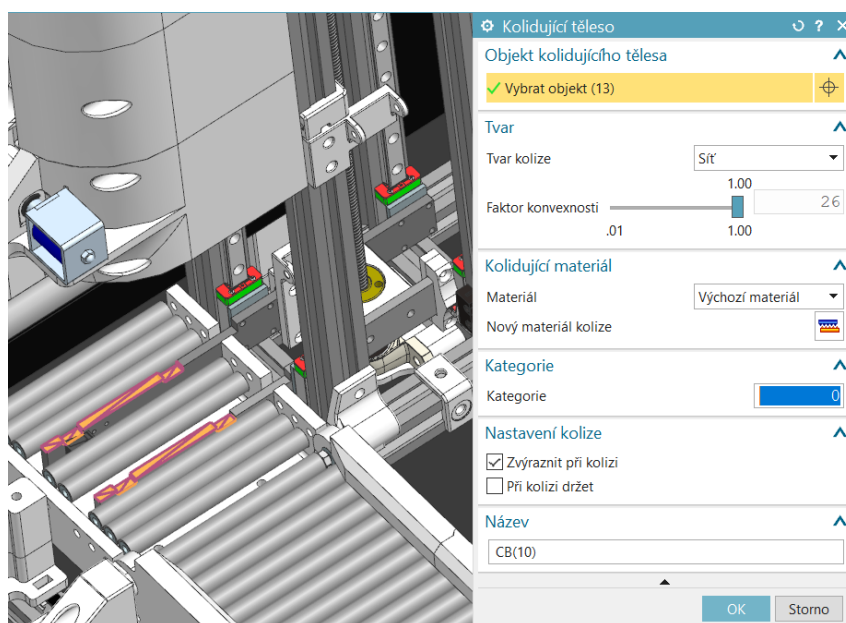 Kolidující těleso
Objekt kolidujícího tělesa
Vybrat objekt (13)
Tvar
Tvar kolize Síť
1.00
Faktor konvexnosti 26
.01 1.00
Kolidující materiál
Materiál Výchozí materiál
Nový materiál kolize
Kategorie
Kategorie 0
Nastavení kolize
Zvýraznit při kolizi
Při kolizi držet
Název
CB(10)
OK Storno